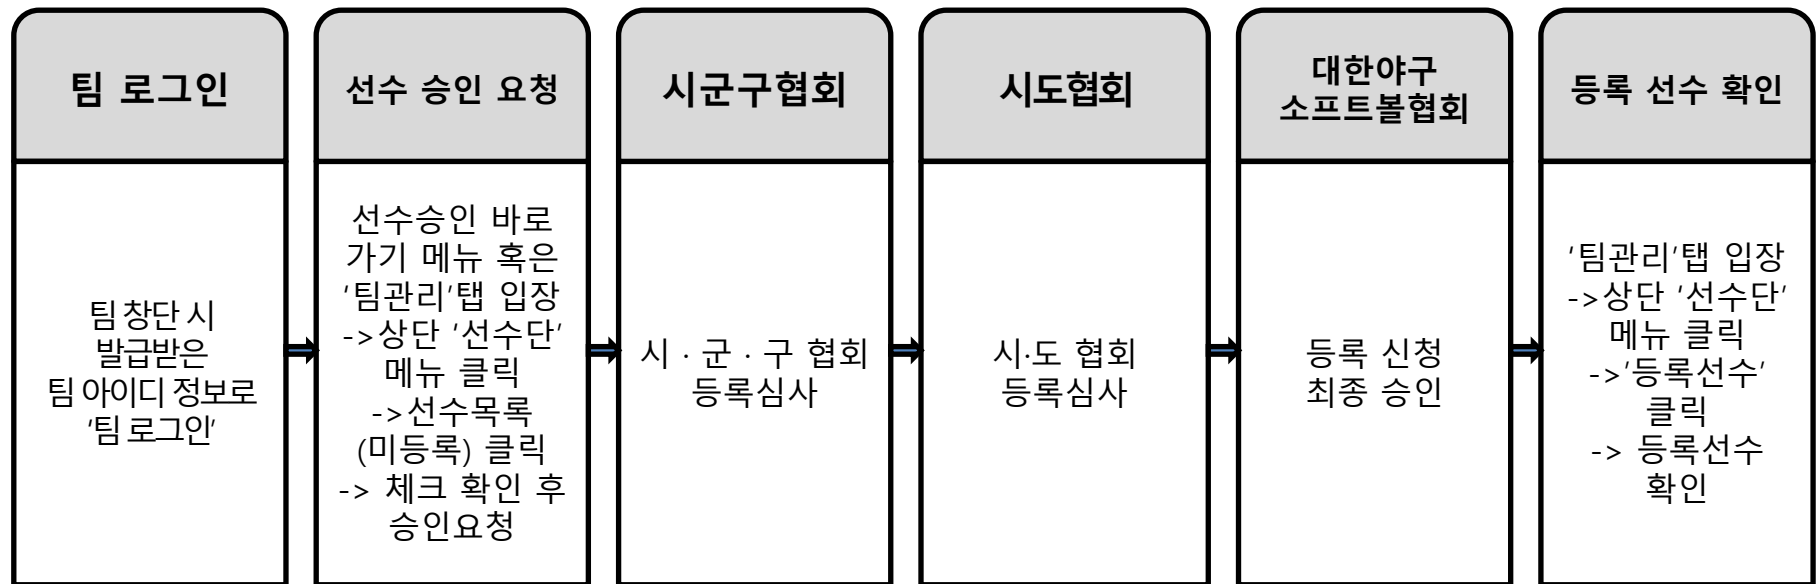 팀 로그인
팀 창단 시
발급받은
팀 아이디 정보로
'팀 로그인'
선수 승인 요청
선수승인 바로
가기 메뉴 혹은
'팀관리'탭 입장
->상단 '선수단'
메뉴 클릭
->선수목록
(미등록) 클릭
-> 체크 확인 후
승인요청
시군구협회
시 · 군 · 구 협회
등록심사
시도협회
시·도 협회
등록심사
대한야구
소프트볼협회
등록 신청
최종 승인
등록 선수 확인
'팀관리'탭 입장
->상단 '선수단'
메뉴 클릭
->'등록선수'
클릭
-> 등록선수
확인